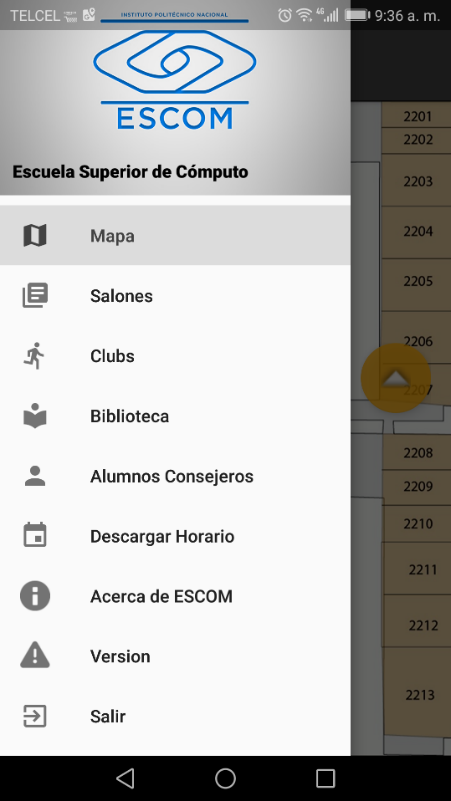 TELCEL 4G 9:36 a. m.
INSTITUTO POLITÉCNICO NACIONAL
ESCOM
Escuela Superior de Cómputo
Mapa
Salones
Clubs
Biblioteca
Alumnos Consejeros
Descargar Horario
Acerca de ESCOM
Version
Salir
2201
2202
2203
2204
2205
2206
2207
2208
2209
2210
2211
2212
2213